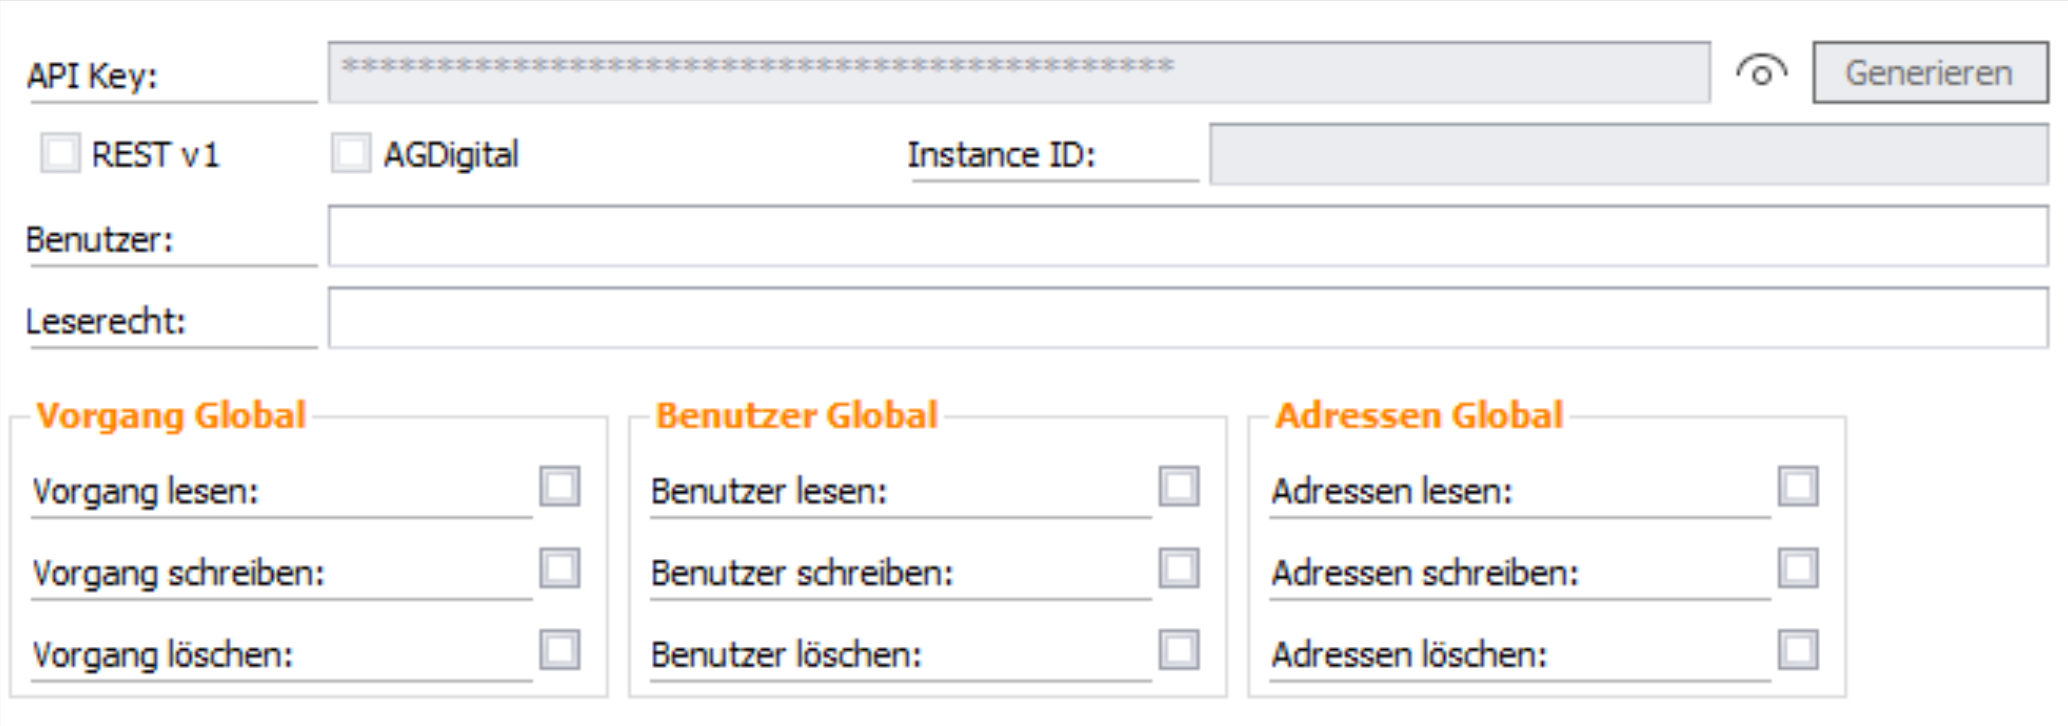 API Key: ******************************************** Generieren
REST v1 AGDigital Instance ID:
Benutzer:
Leserecht:
Vorgang Global
Vorgang lesen:
Vorgang schreiben:
Vorgang löschen:
Benutzer Global
Benutzer lesen:
Benutzer schreiben:
Benutzer löschen:
Adressen Global
Adressen lesen:
Adressen schreiben:
Adressen löschen: